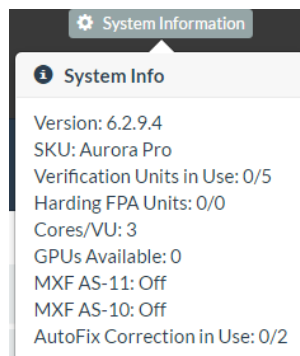 System Information
System Info
Version: 6.2.9.4
SKU: Aurora Pro
Verification Units in Use: 0/5
Harding FPA Units: 0/0
Cores/VU: 3
GPUs Available: 0
MXF AS-11: Off
MXF AS-10: Off
AutoFix Correction in Use: 0/2